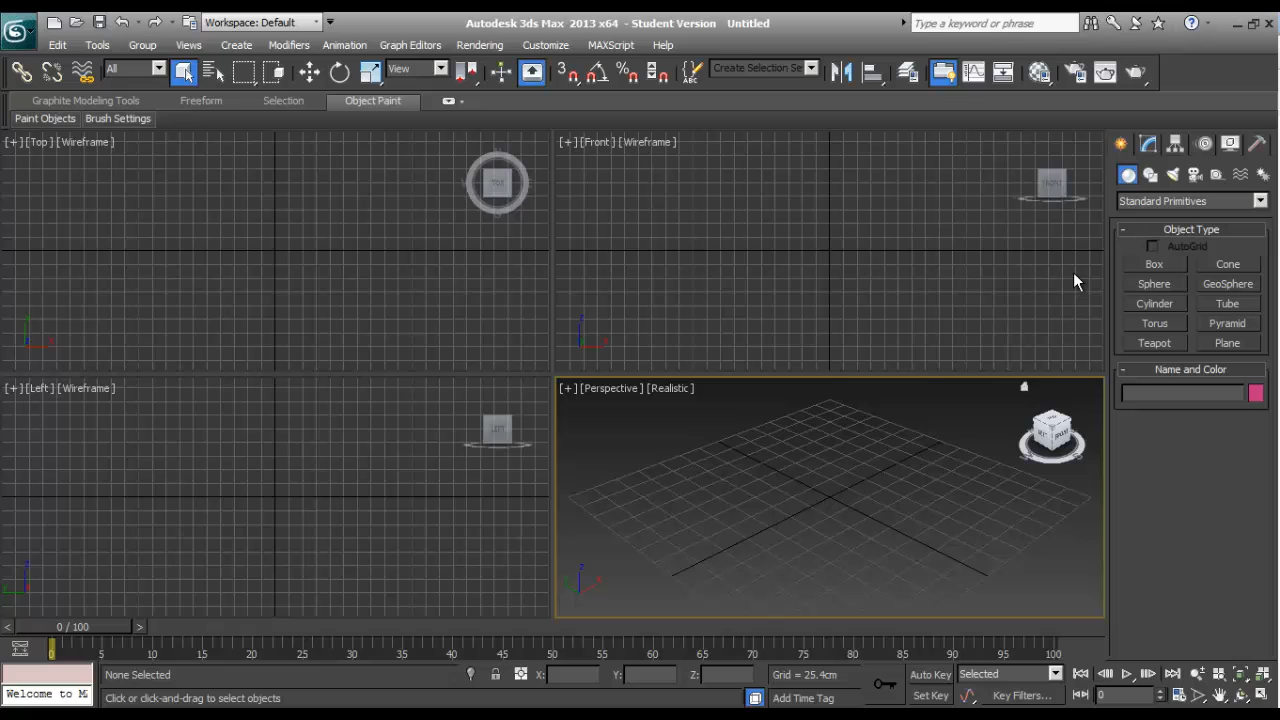 Workspace: Default
Autodesk 3ds Max 2013 x64 - Student Version Untitled
Type a keyword or phrase
Edit Tools Group Views Create Modifiers Animation Graph Editors Rendering Customize MAXScript Help
All
View
3
ABC
Create Selection Se
Graphite Modeling Tools Freeform Selection Object Paint
Paint Objects Brush Settings
[+] [Top] [Wireframe]
TOP
[+] [Front] [Wireframe]
FRONT
Standard Primitives
- Object Type
AutoGrid
Box Cone
Sphere GeoSphere
Cylinder Tube
Torus Pyramid
Teapot Plane
- Name and Color
[+] [Left] [Wireframe]
LEFT
[+] [Perspective] [Realistic]
< 0 / 100 >
0 5 10 15 20 25 30 35 40 45 50 55 60 65 70 75 80 85 90 95 100
None Selected X: Y: Z: Grid = 25.4cm Auto Key Selected
Welcome to M
Click or click-and-drag to select objects Add Time Tag Set Key Key Filters... 0